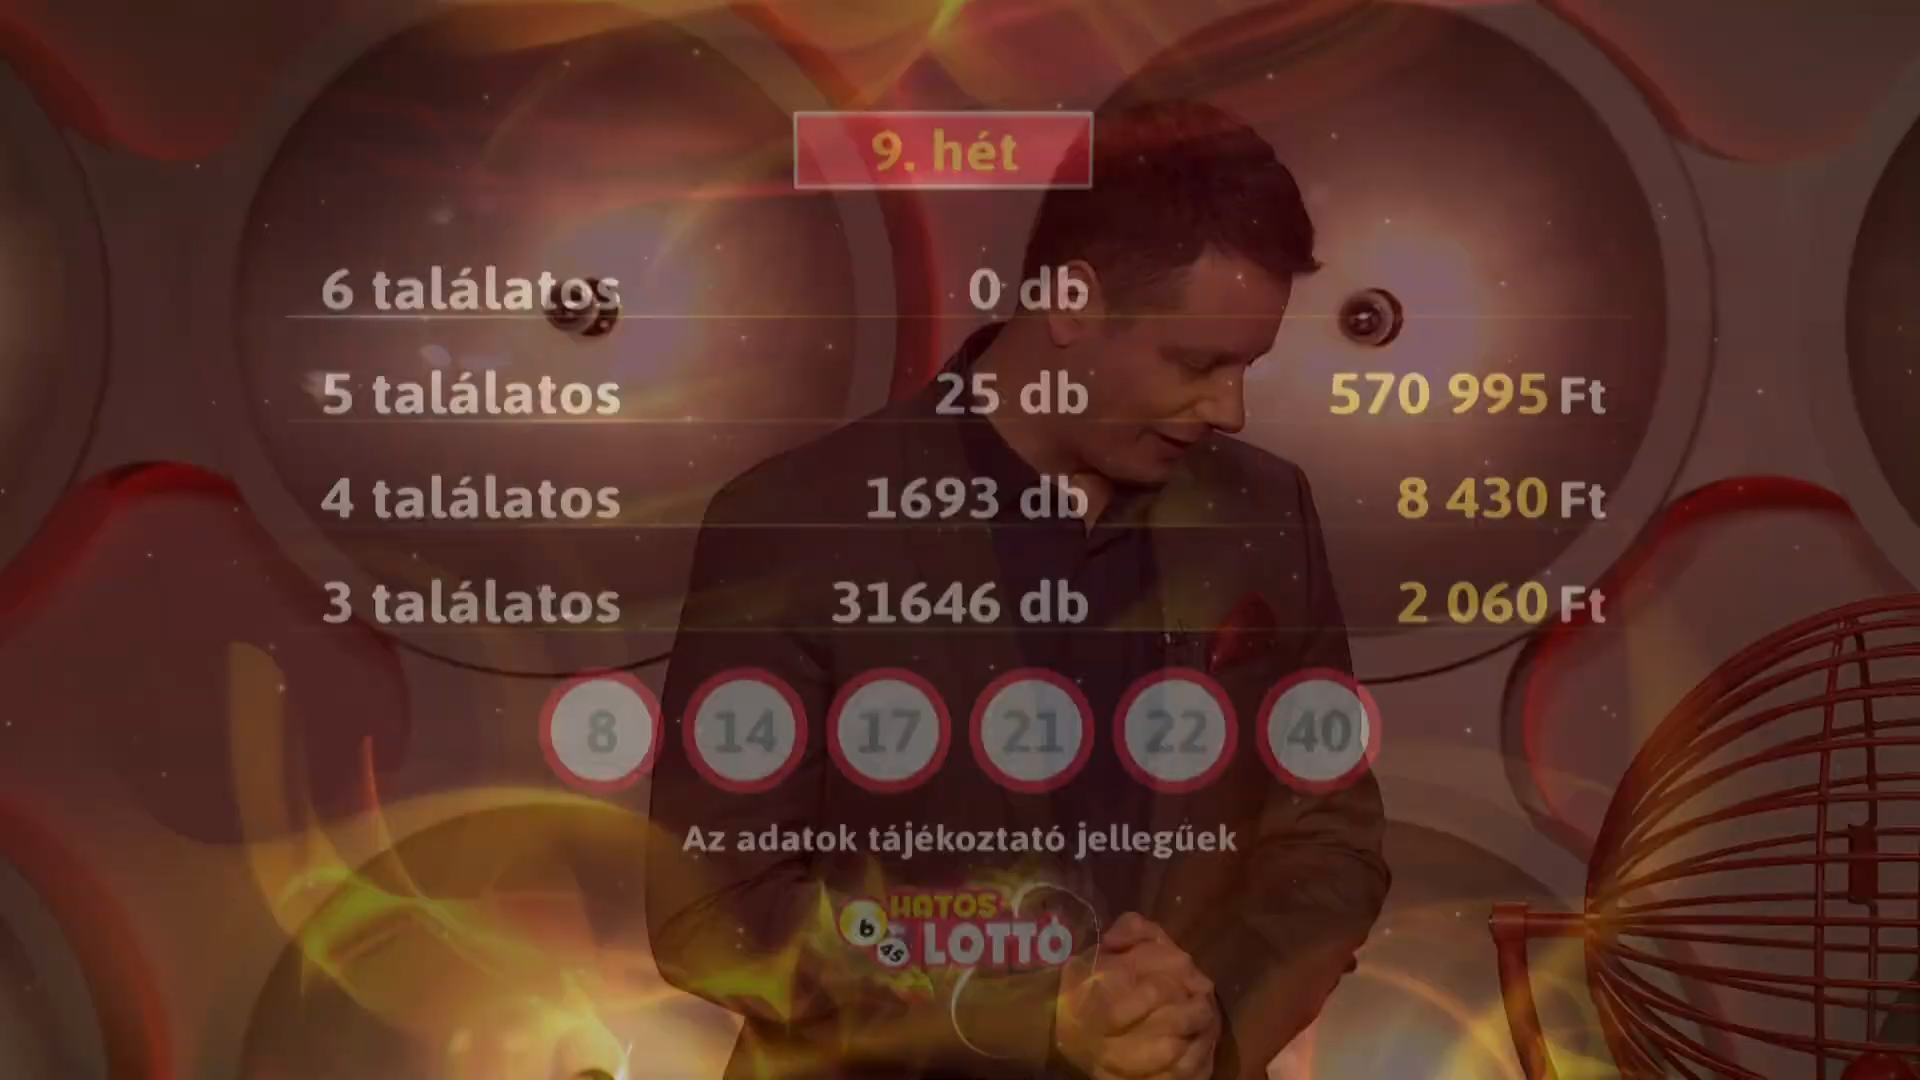 9. hét
6 találatos 0 db
5 találatos 25 db 570 995 Ft
4 találatos 1693 db 8 430 Ft
3 találatos 31646 db 2 060 Ft
8 14 17 21 22 40
Az adatok tájékoztató jellegűek
HATOS
6 45 LOTTÓ